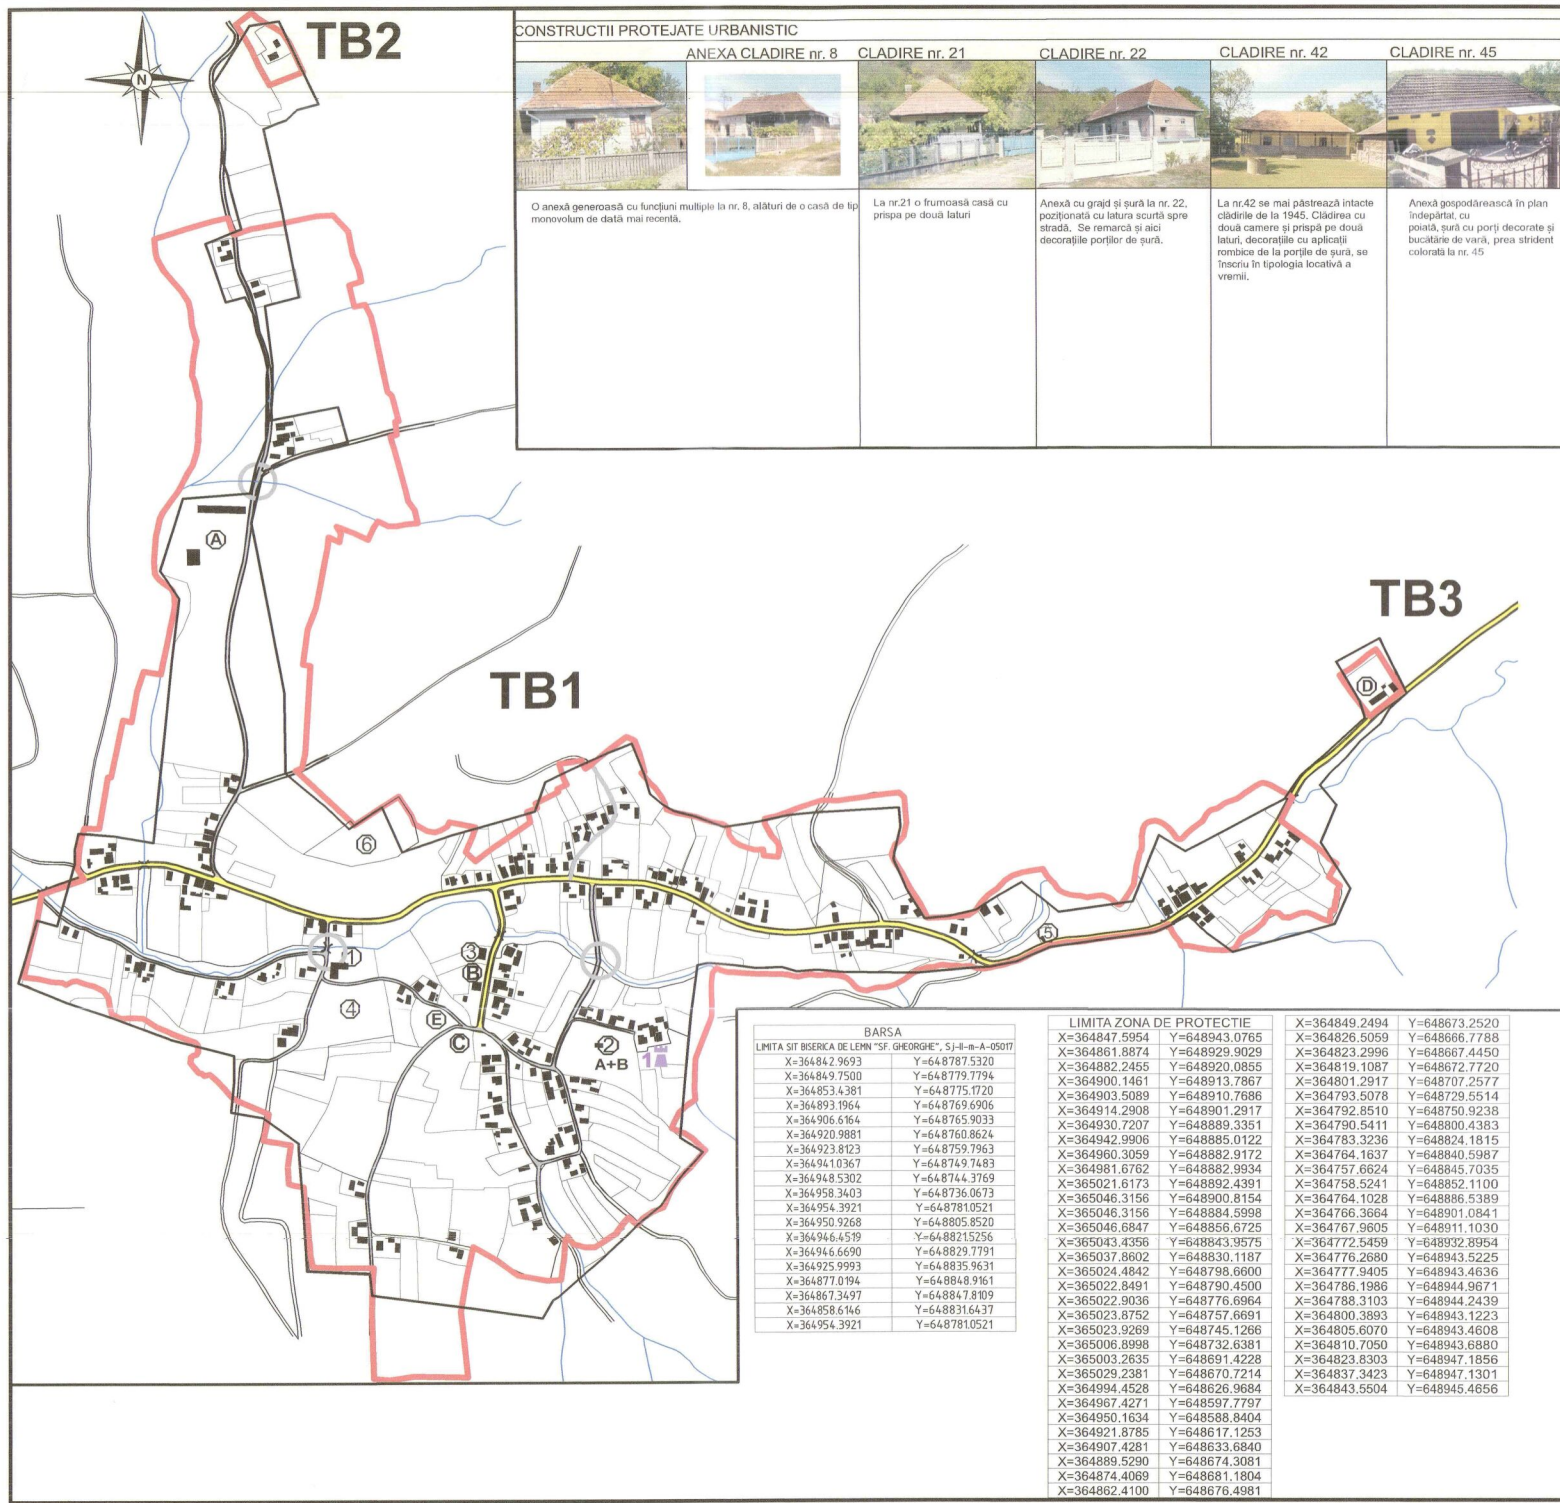 TB2
N
CONSTRUCTII PROTEJATE URBANISTIC
ANEXA CLADIRE nr. 8
CLADIRE nr. 21
CLADIRE nr. 22
CLADIRE nr. 42
CLADIRE nr. 45
O anexă generoasă cu funcțiuni multiple la nr. 8, alături de o casă de tip
monovolum de dată mai recentă.
La nr.21 o frumoasă casă cu
prispa pe două laturi
Anexă cu grajd și șură la nr. 22,
poziționată cu latura scurtă spre
stradă. Se remarcă și aici
decorațiile porților de șură.
La nr.42 se mai păstrează intacte
clădirile de la 1945. Clădirea cu
două camere și prispă pe două
laturi, decorațiile cu aplicații
rombice de la porțile de șură, se
înscriu în tipologia locativă a
vremii.
Anexă gospodărească în plan
îndepărtat, cu
poiată, șură cu porți decorate și
bucătărie de vară, prea strident
colorată la nr. 45
A
TB3
D
TB1
6
5
1
3
B
4
E
C
2
A+B
1
BARSA
LIMITA SIT BISERICA DE LEMN "SF. GHEORGHE", SJ-II-m-A-05017
X=364842.9693 Y=648787.5320
X=364849.7500 Y=648779.7794
X=364853.4381 Y=648775.1720
X=364893.1964 Y=648769.6906
X=364906.6164 Y=648765.9033
X=364920.9881 Y=648760.8624
X=364923.8123 Y=648759.7963
X=364941.0367 Y=648749.7483
X=364948.5302 Y=648744.3769
X=364958.3403 Y=648736.0673
X=364954.3921 Y=648781.0521
X=364950.9268 Y=648805.8520
X=364946.4519 Y=648821.5256
X=364946.6690 Y=648829.7791
X=364925.9993 Y=648835.9631
X=364877.0194 Y=648848.9161
X=364867.3497 Y=648847.8109
X=364858.6146 Y=648831.6437
X=364954.3921 Y=648781.0521
LIMITA ZONA DE PROTECTIE
X=364847.5954 Y=648943.0765
X=364861.8874 Y=648929.9029
X=364882.2455 Y=648920.0855
X=364900.1461 Y=648913.7867
X=364903.5089 Y=648910.7686
X=364914.2908 Y=648901.2917
X=364930.7207 Y=648889.3351
X=364942.9906 Y=648885.0122
X=364960.3059 Y=648882.9172
X=364981.6762 Y=648882.9934
X=365021.6173 Y=648892.4391
X=365046.3156 Y=648900.8154
X=365046.3156 Y=648884.5998
X=365046.6847 Y=648856.6725
X=365043.4356 Y=648843.9575
X=365037.8602 Y=648830.1187
X=365024.4842 Y=648798.6600
X=365022.8491 Y=648790.4500
X=365022.9036 Y=648776.6964
X=365023.8752 Y=648757.6691
X=365023.9269 Y=648745.1266
X=365006.8998 Y=648732.6381
X=365003.2635 Y=648691.4228
X=365029.2381 Y=648670.7214
X=364994.4528 Y=648626.9684
X=364967.4271 Y=648597.7797
X=364950.1634 Y=648588.8404
X=364921.8785 Y=648617.1253
X=364907.4281 Y=648633.6840
X=364889.5290 Y=648674.3081
X=364874.4069 Y=648681.1804
X=364862.4100 Y=648676.4981
X=364849.2494 Y=648673.2520
X=364826.5059 Y=648666.7788
X=364823.2996 Y=648667.4450
X=364819.1087 Y=648672.7720
X=364801.2917 Y=648707.2577
X=364793.5078 Y=648729.5514
X=364792.8510 Y=648750.9238
X=364790.5411 Y=648800.4383
X=364783.3236 Y=648824.1815
X=364764.1637 Y=648840.5987
X=364757.6624 Y=648845.7035
X=364758.5241 Y=648852.1100
X=364764.1028 Y=648886.5389
X=364766.3664 Y=648901.0841
X=364767.9605 Y=648911.1030
X=364772.5459 Y=648932.8954
X=364776.2680 Y=648943.5225
X=364777.9405 Y=648943.4636
X=364786.1986 Y=648944.9671
X=364788.3103 Y=648944.2439
X=364800.3893 Y=648943.1223
X=364805.6070 Y=648943.4608
X=364810.7050 Y=648943.6880
X=364823.8303 Y=648947.1856
X=364837.3423 Y=648947.1301
X=364843.5504 Y=648945.4656